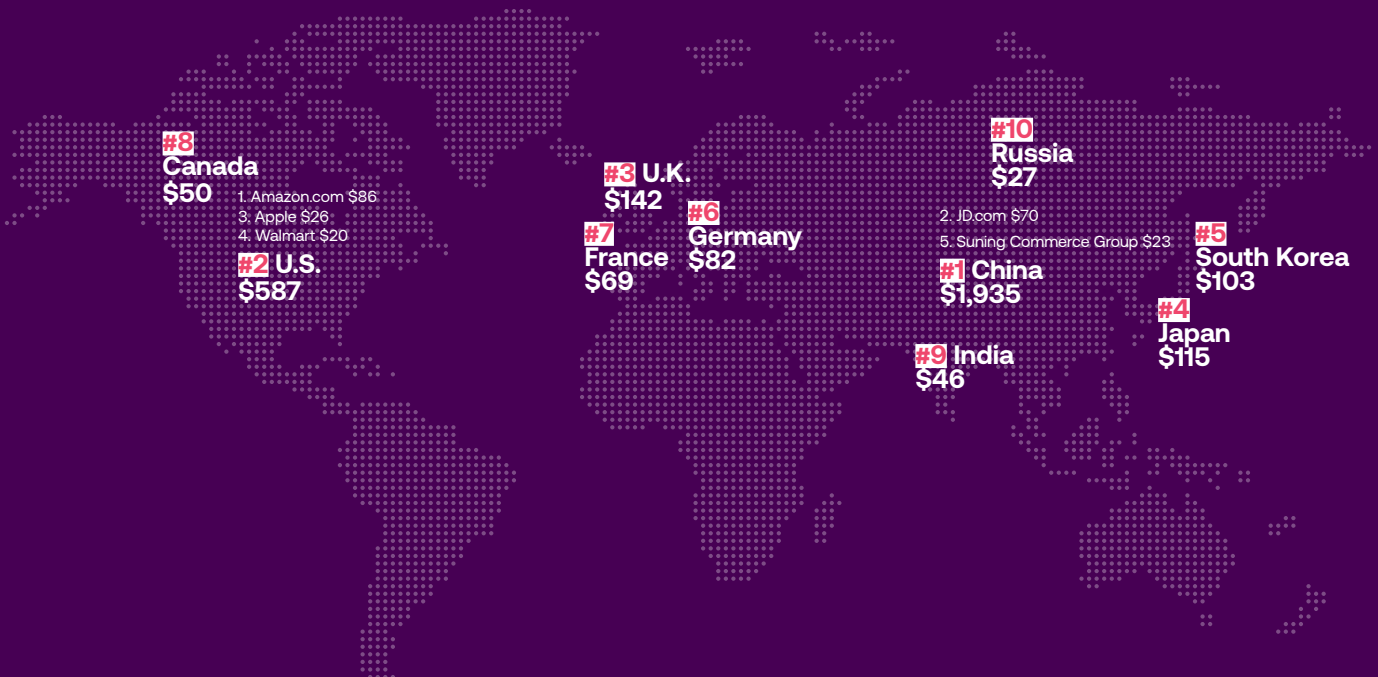 #8
Canada
$50
1. Amazon.com $86
3. Apple $26
4. Walmart $20
#2 U.S.
$587
#3 U.K.
$142
#7
France
$69
#6
Germany
$82
#10
Russia
$27
2. JD.com $70
5. Suning Commerce Group $23
#1 China
$1,935
#9 India
$46
#5
South Korea
$103
#4
Japan
$115